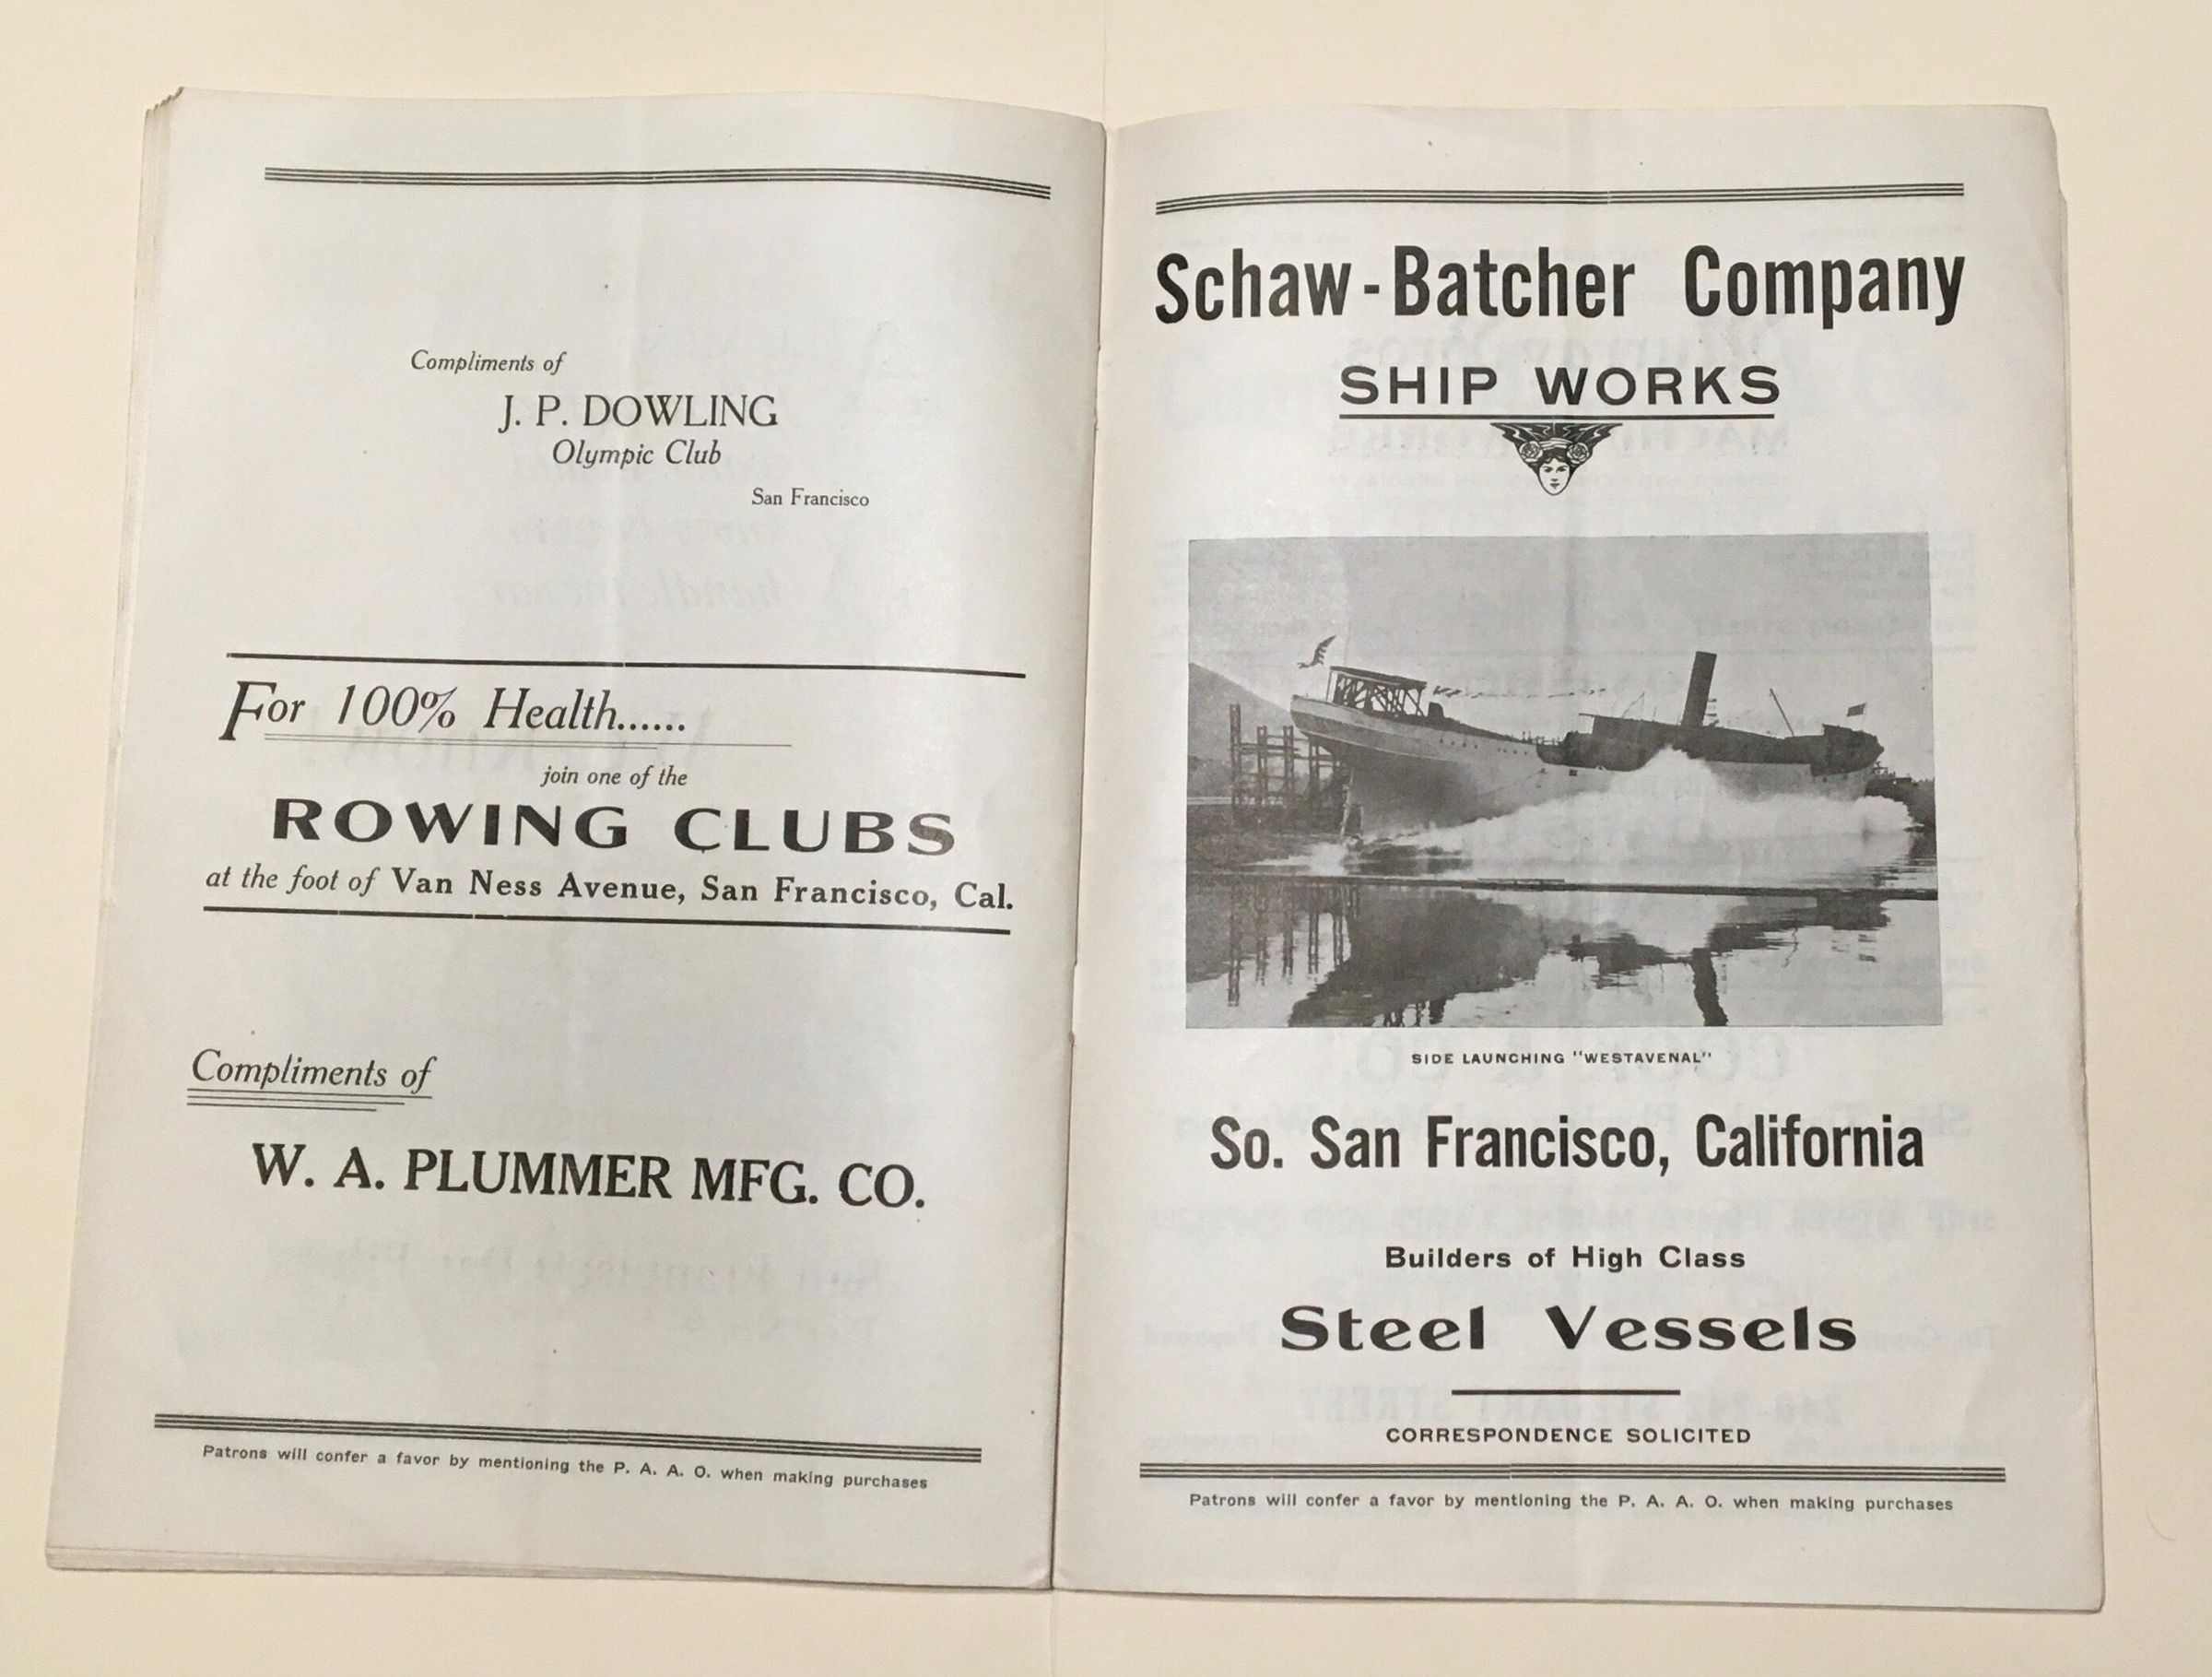 Compliments of
J. P. DOWLING
Olympic Club
San Francisco
For 100% Health......
join one of the
ROWING CLUBS
at the foot of Van Ness Avenue, San Francisco, Cal.
Compliments of
W. A. PLUMMER MFG. CO.
Patrons will confer a favor by mentioning the P. A. A. O. when making purchases
Schaw-Batcher Company
SHIP WORKS
SIDE LAUNCHING "WESTAVENAL"
So. San Francisco, California
Builders of High Class
Steel Vessels
CORRESPONDENCE SOLICITED
Patrons will confer a favor by mentioning the P. A. A. O. when making purchases